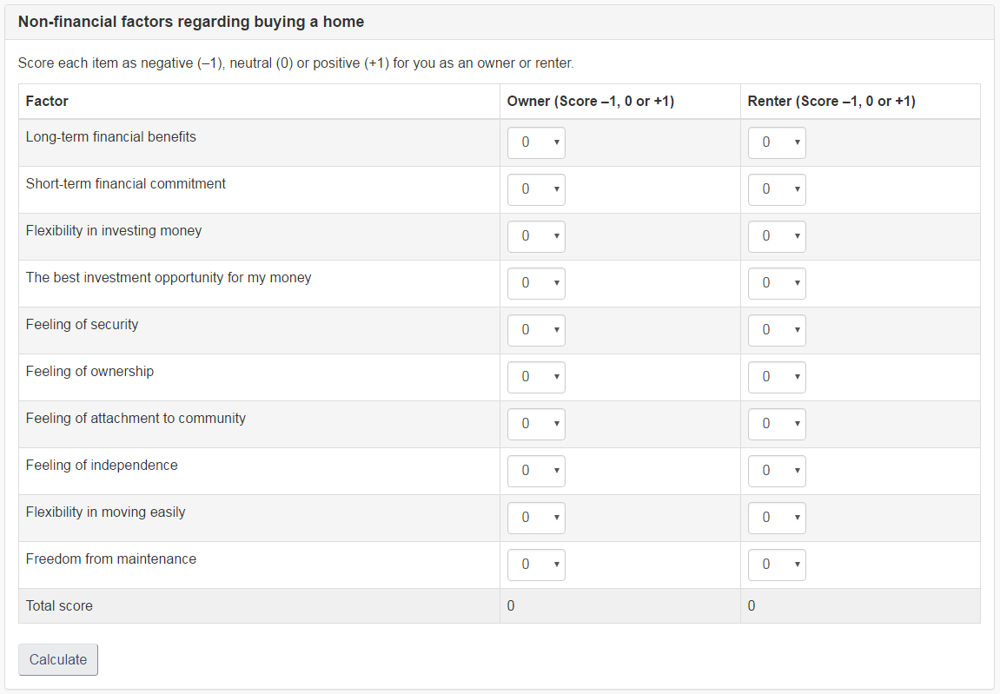 Non-financial factors regarding buying a home
Score each item as negative (–1), neutral (0) or positive (+1) for you as an owner or renter.
Factor Owner (Score –1, 0 or +1) Renter (Score –1, 0 or +1)
Long-term financial benefits 0 0
Short-term financial commitment 0 0
Flexibility in investing money 0 0
The best investment opportunity for my money 0 0
Feeling of security 0 0
Feeling of ownership 0 0
Feeling of attachment to community 0 0
Feeling of independence 0 0
Flexibility in moving easily 0 0
Freedom from maintenance 0 0
Total score 0 0
Calculate